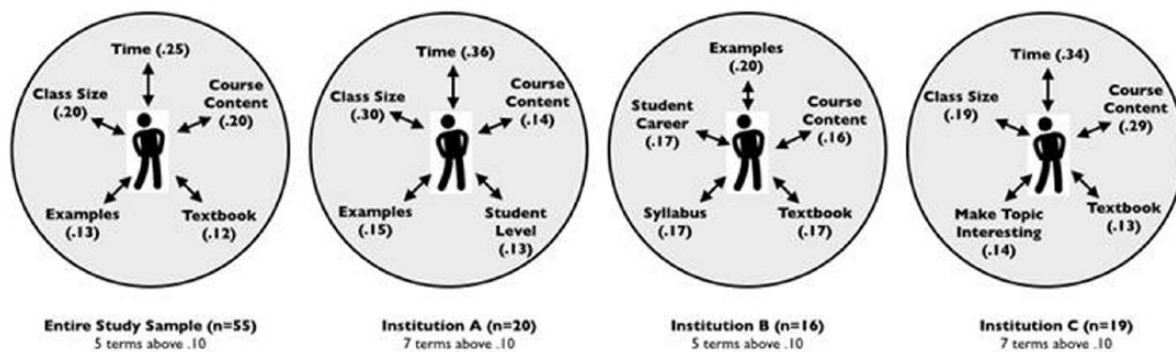 Time (.25)
Class Size
(.20)
Course
Content
(.20)
Examples
(.13)
Textbook
(.12)
Entire Study Sample (n=55)
5 terms above .10
Time (.36)
Class Size
(.30)
Course
Content
(.14)
Examples
(.15)
Student
Level
(.13)
Institution A (n=20)
7 terms above .10
Examples
(.20)
Student
Career
(.17)
Course
Content
(.16)
Syllabus
(.17)
Textbook
(.17)
Institution B (n=16)
5 terms above .10
Time (.34)
Class Size
(.19)
Course
Content
(.29)
Make Topic
Interesting
(.14)
Textbook
(.13)
Institution C (n=19)
7 terms above .10